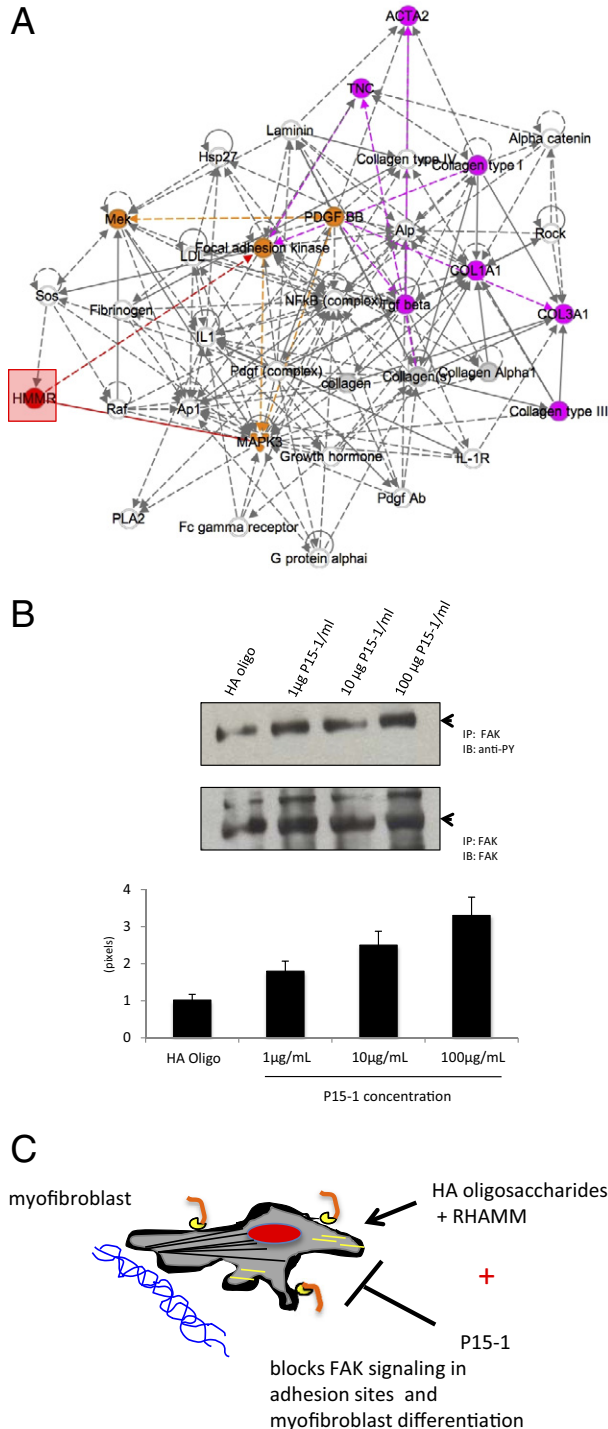 A
ACTA2
TNC
Laminin
Alpha catenin
Hsp27
Collagen type IV
Collagen type I
Mek
PDGF BB
Alp
Rock
Focal adhesion kinase
LDL
COL1A1
Sos
NFkB (complex)
Tgf beta
Fibrinogen
COL3A1
IL1
Pdgf (complex)
collagen
Collagen(s)
Collagen Alpha1
HMMR
Raf
Ap1
Collagen type III
MAPK3
Growth hormone
IL-1R
Pdgf Ab
PLA2
Fc gamma receptor
G protein alphai
B
HA oligo
1µg P15-1/ml
10 µg P15-1/ml
100 µg P15-1/ml
IP: FAK
IB: anti-PY
IP: FAK
IB: FAK
(pixels)
4
3
2
1
0
HA Oligo
1µg/mL
10µg/mL
100µg/mL
P15-1 concentration
C
myofibroblast
HA oligosaccharides
+ RHAMM
+
P15-1
blocks FAK signaling in
adhesion sites and
myofibroblast differentiation